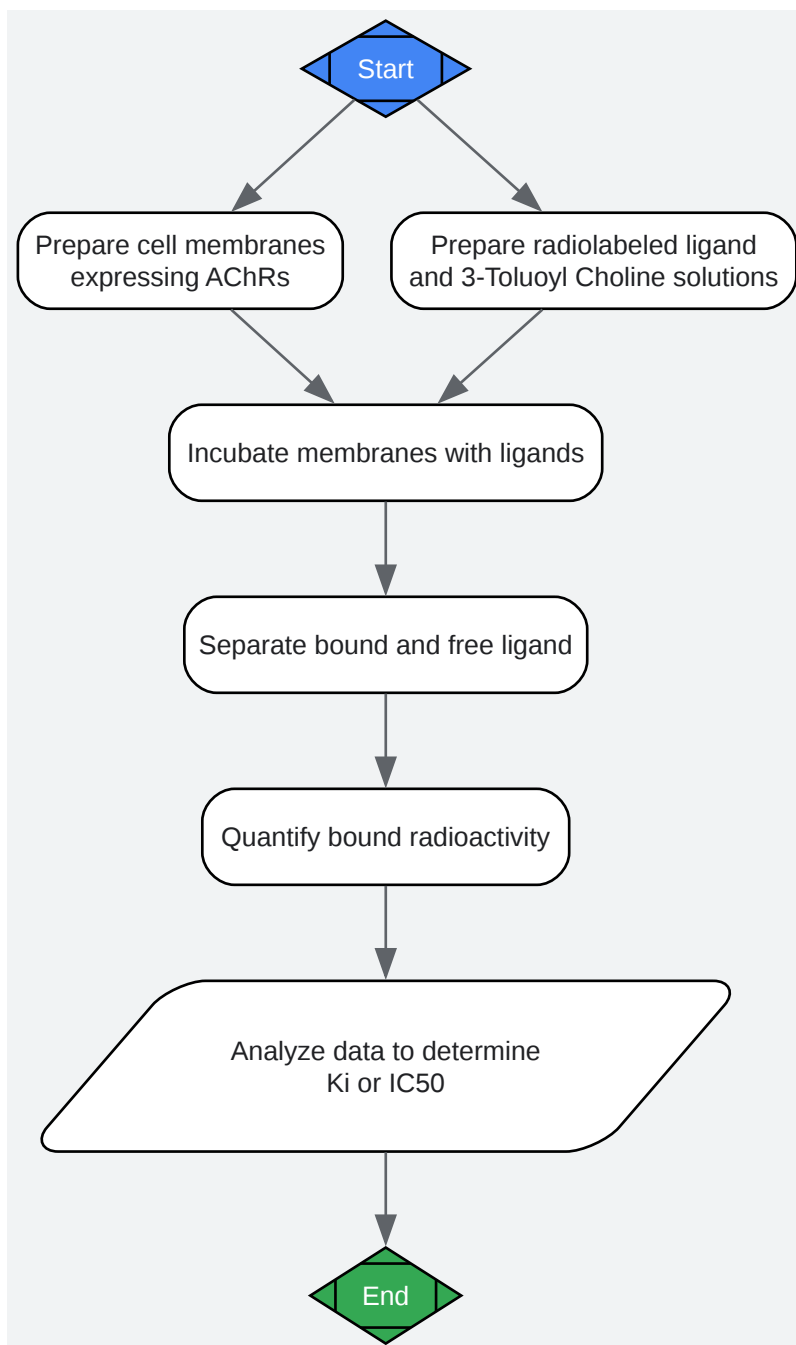 Start
Prepare cell membranes
expressing AChRs
Prepare radiolabeled ligand
and 3-Toluoyl Choline solutions
Incubate membranes with ligands
Separate bound and free ligand
Quantify bound radioactivity
Analyze data to determine
Ki or IC50
End